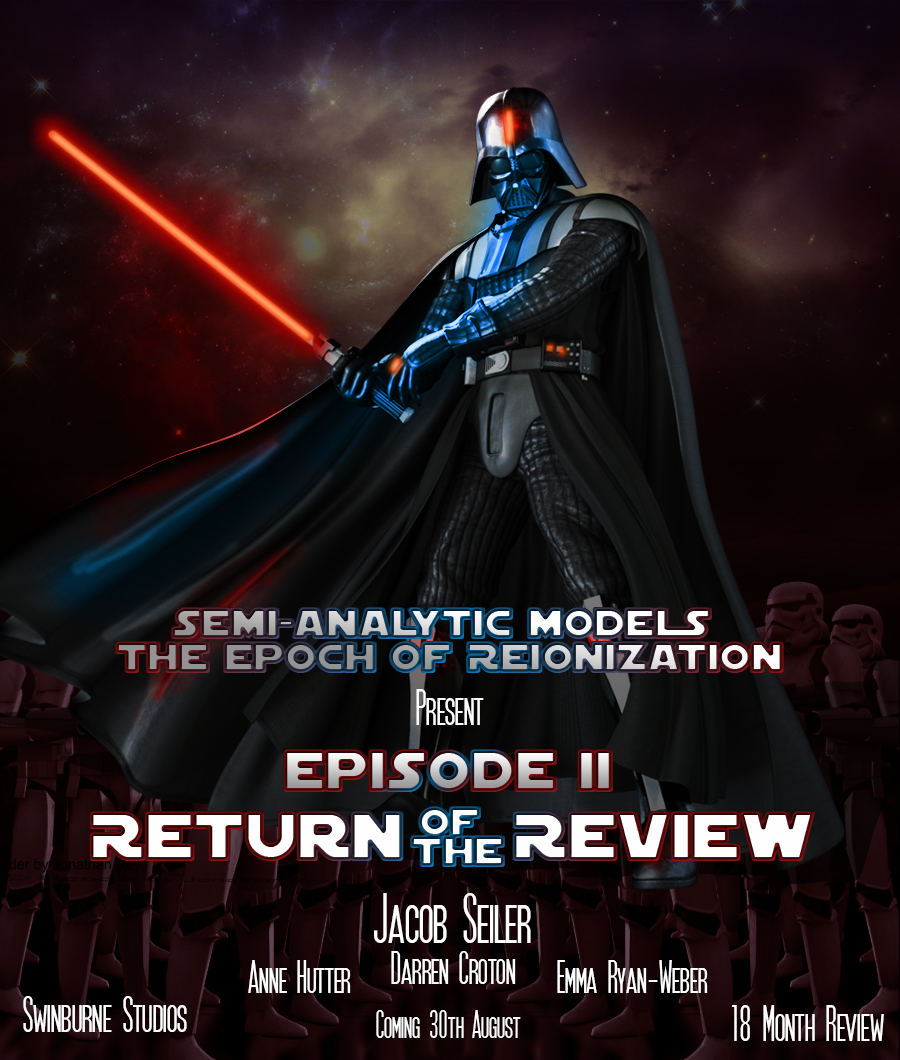 SEMI-ANALYTIC MODELS
THE EPOCH OF REIONIZATION
PRESENT
EPISODE II
RETURN OF THE REVIEW
JACOB SEILER
ANNE HUTTER DARREN CROTON EMMA RYAN-WEBER
SWINBURNE STUDIOS COMING 30TH AUGUST 18 MONTH REVIEW